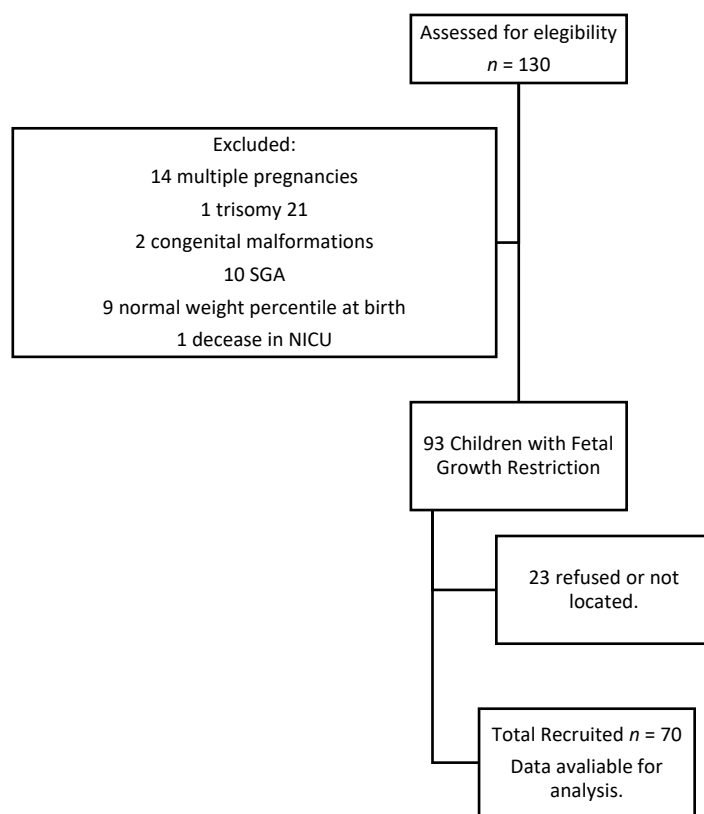 Assessed for elegibility
n = 130
Excluded:
14 multiple pregnancies
1 trisomy 21
2 congenital malformations
10 SGA
9 normal weight percentile at birth
1 decease in NICU
93 Children with Fetal
Growth Restriction
23 refused or not
located.
Total Recruited n = 70
Data avaliable for
analysis.